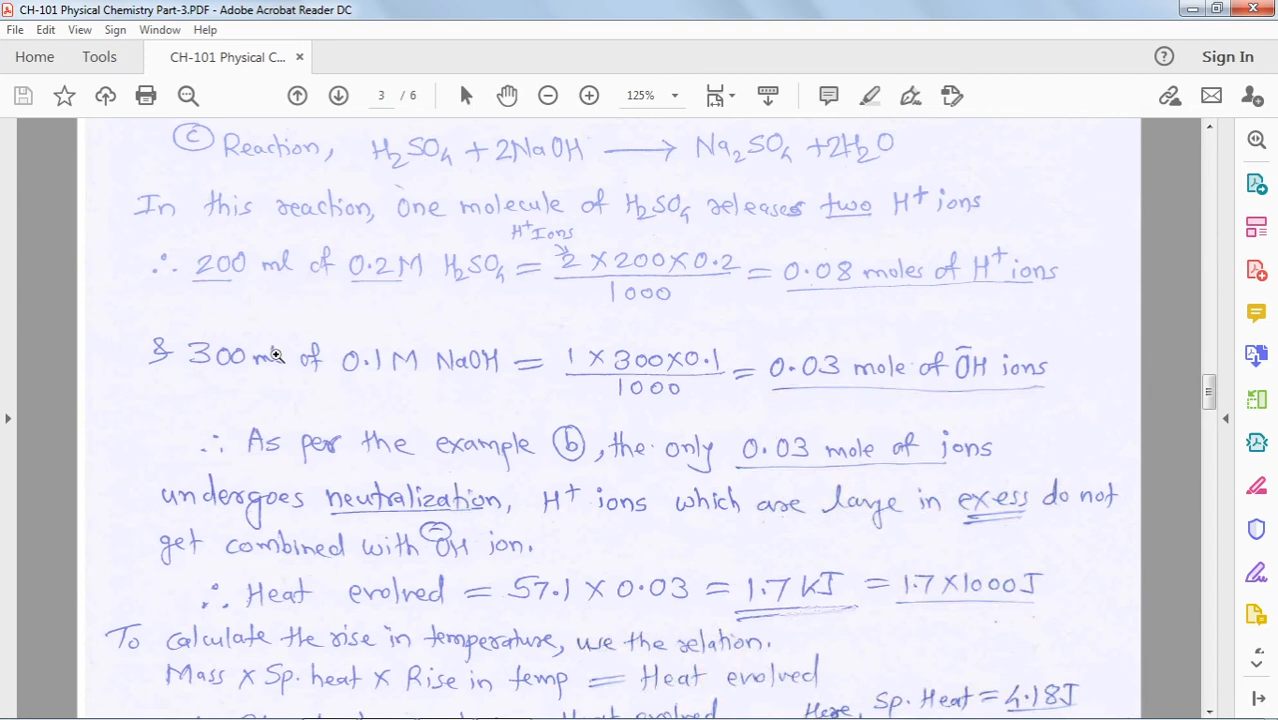 CH-101 Physical Chemistry Part-3.PDF - Adobe Acrobat Reader DC
File Edit View Sign Window Help
Home Tools CH-101 Physical C... × Sign In
3 / 6 125%
(c) Reaction, H₂SO₄ + 2NaOH ⟶ Na₂SO₄ + 2H₂O
In this reaction, One molecule of H₂SO₄ releases two H⁺ ions
H⁺ Ions
∴ 200 ml of 0.2M H₂SO₄ = 2 × 200 × 0.2 / 1000 = 0.08 moles of H⁺ ions
& 300 ml of 0.1 M NaOH = 1 × 300 × 0.1 / 1000 = 0.03 mole of ŌH ions
∴ As per the example (b), the only 0.03 mole of ions
undergoes neutralization, H⁺ ions which are large in exess do not
get combined with ŌH ion.
∴ Heat evolved = 57.1 × 0.03 = 1.7 KJ = 1.7 × 1000 J
To calculate the rise in temperature, use the relation.
Mass × Sp. heat × Rise in temp = Heat evolved
Here, Sp. Heat = 4.18J